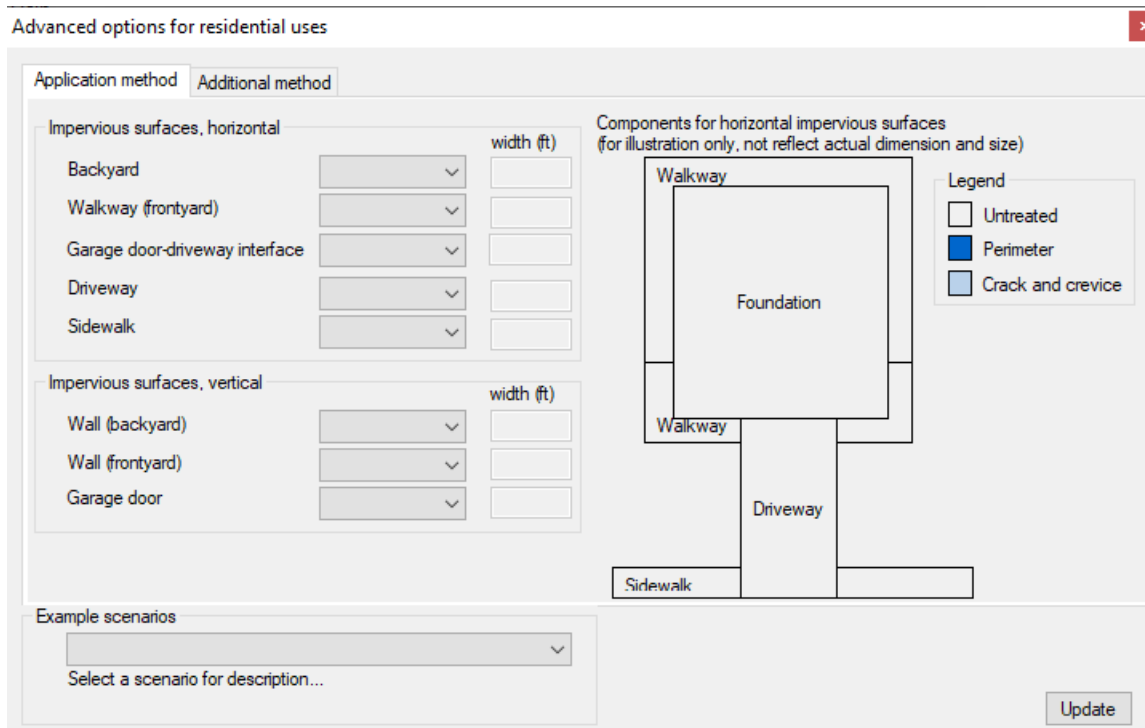 Advanced options for residential uses
Application method
Additional method
Impervious surfaces, horizontal
width (ft)
Backyard
Walkway (frontyard)
Garage door-driveway interface
Driveway
Sidewalk
Impervious surfaces, vertical
width (ft)
Wall (backyard)
Wall (frontyard)
Garage door
Components for horizontal impervious surfaces
(for illustration only, not reflect actual dimension and size)
Walkway
Foundation
Walkway
Driveway
Sidewalk
Legend
Untreated
Perimeter
Crack and crevice
Example scenarios
Select a scenario for description...
Update